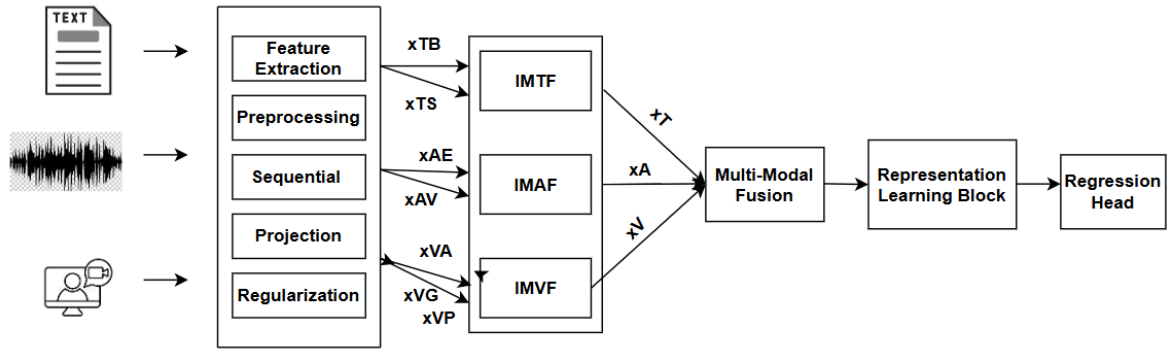 TEXT
Feature
Extraction
Preprocessing
Sequential
Projection
Regularization
xTB
xTS
xAE
xAV
xVA
xVG
xVP
IMTF
IMAF
IMVF
xT
xA
xV
Multi-Modal
Fusion
Representation
Learning Block
Regression
Head